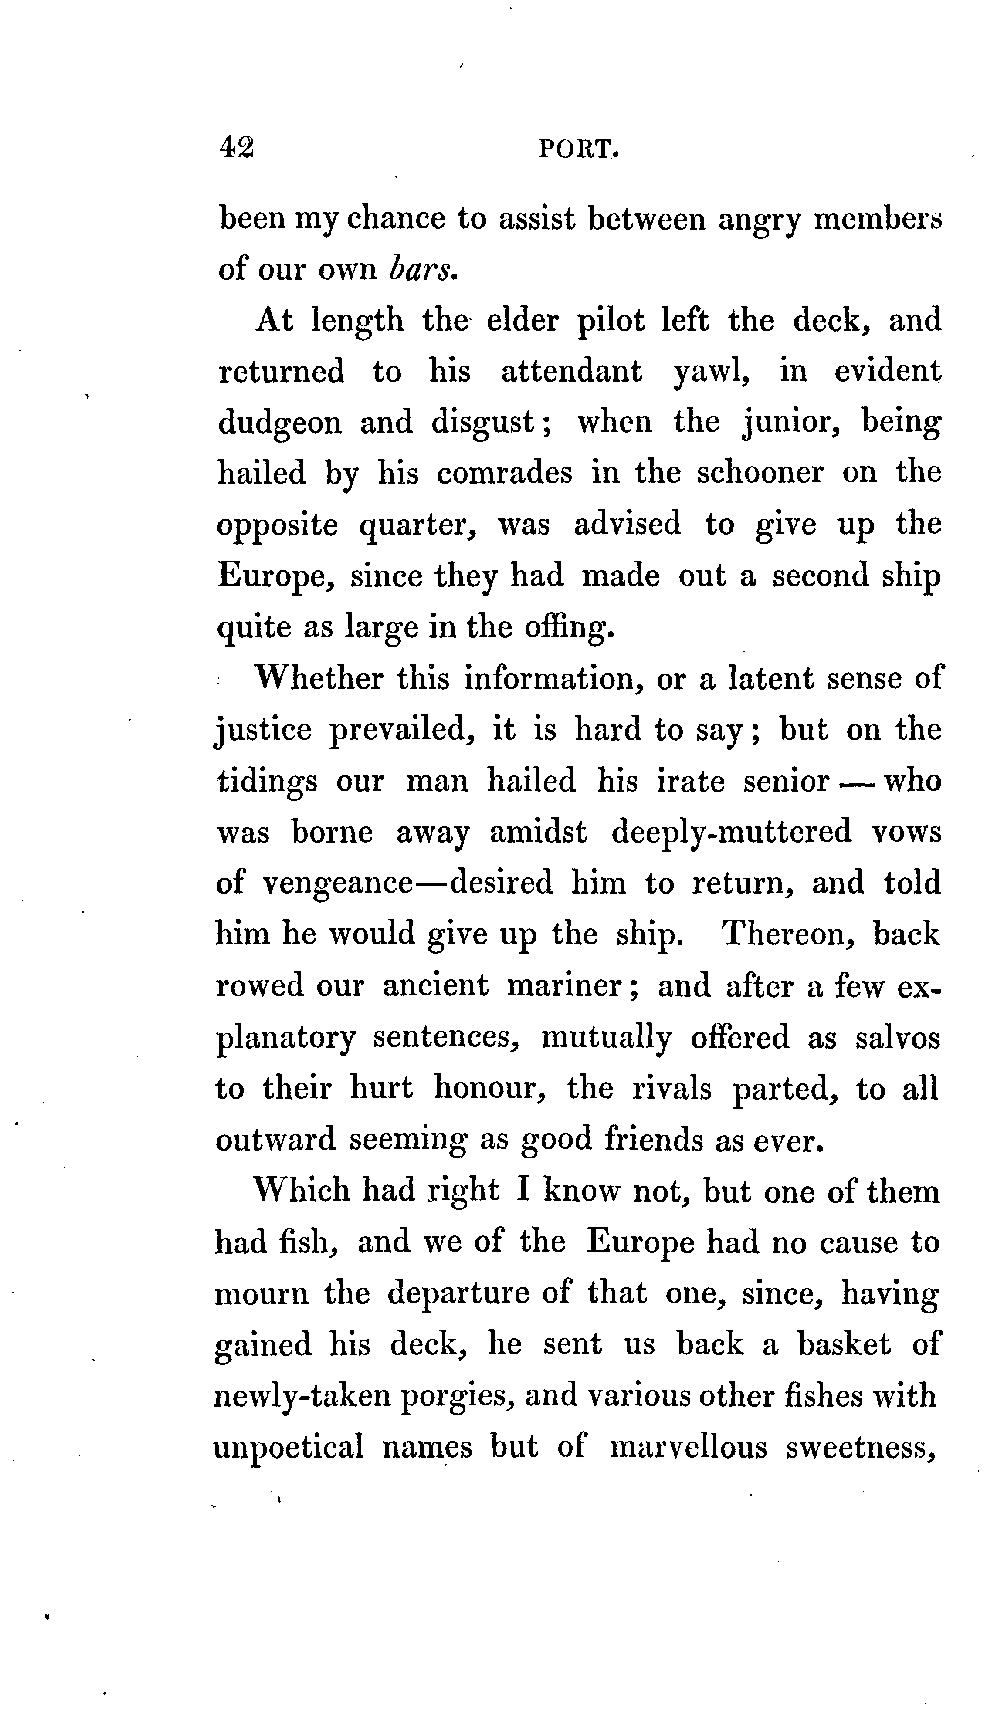 42 PORT.
been my chance to assist between angry members
of our own bars.
At length the elder pilot left the deck, and
returned to his attendant yawl, in evident
dudgeon and disgust; when the junior, being
hailed by his comrades in the schooner on the
opposite quarter, was advised to give up the
Europe, since they had made out a second ship
quite as large in the offing.
Whether this information, or a latent sense of
justice prevailed, it is hard to say; but on the
tidings our man hailed his irate senior — who
was borne away amidst deeply-muttered vows
of vengeance—desired him to return, and told
him he would give up the ship. Thereon, back
rowed our ancient mariner; and after a few ex-
planatory sentences, mutually offered as salvos
to their hurt honour, the rivals parted, to all
outward seeming as good friends as ever.
Which had right I know not, but one of them
had fish, and we of the Europe had no cause to
mourn the departure of that one, since, having
gained his deck, he sent us back a basket of
newly-taken porgies, and various other fishes with
unpoetical names but of marvellous sweetness,